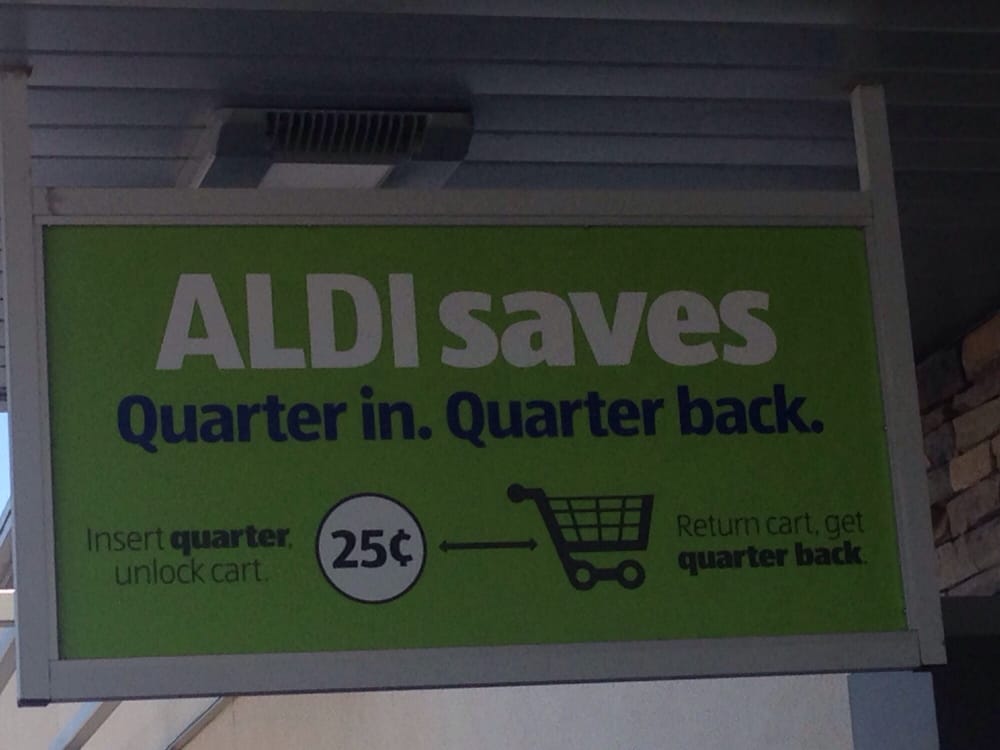 ALDI saves
Quarter in. Quarter back.
Insert quarter,
unlock cart.
25¢
Return cart, get
quarter back.